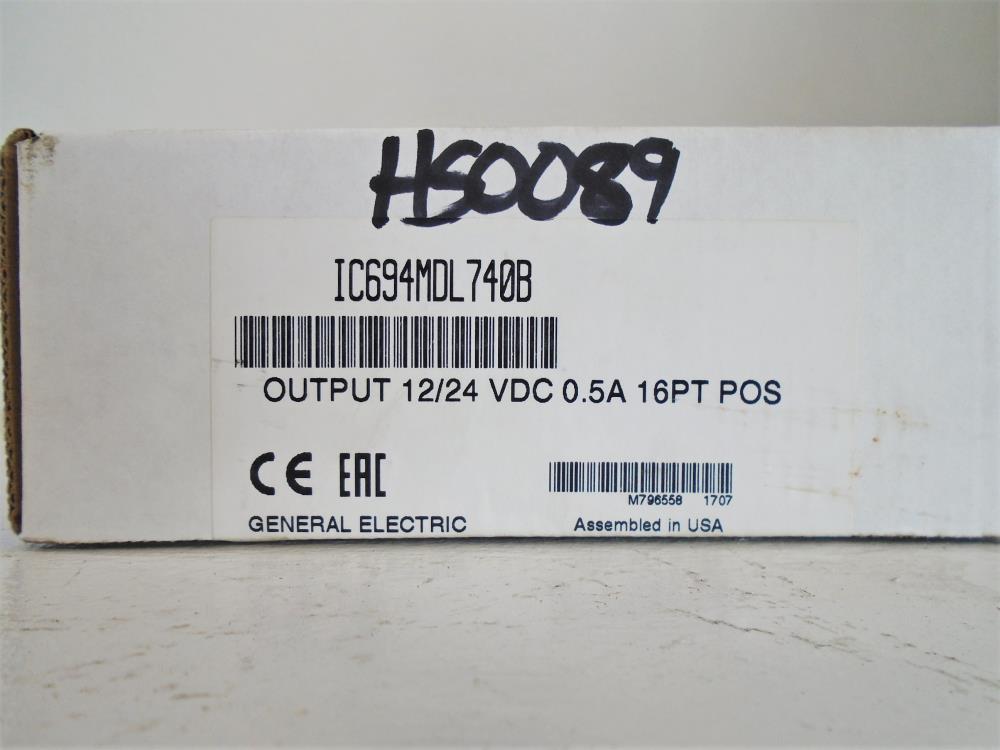 HS0089
IC694MDL740B
OUTPUT 12/24 VDC 0.5A 16PT POS
CE EAC
M796558 1707
GENERAL ELECTRIC Assembled in USA